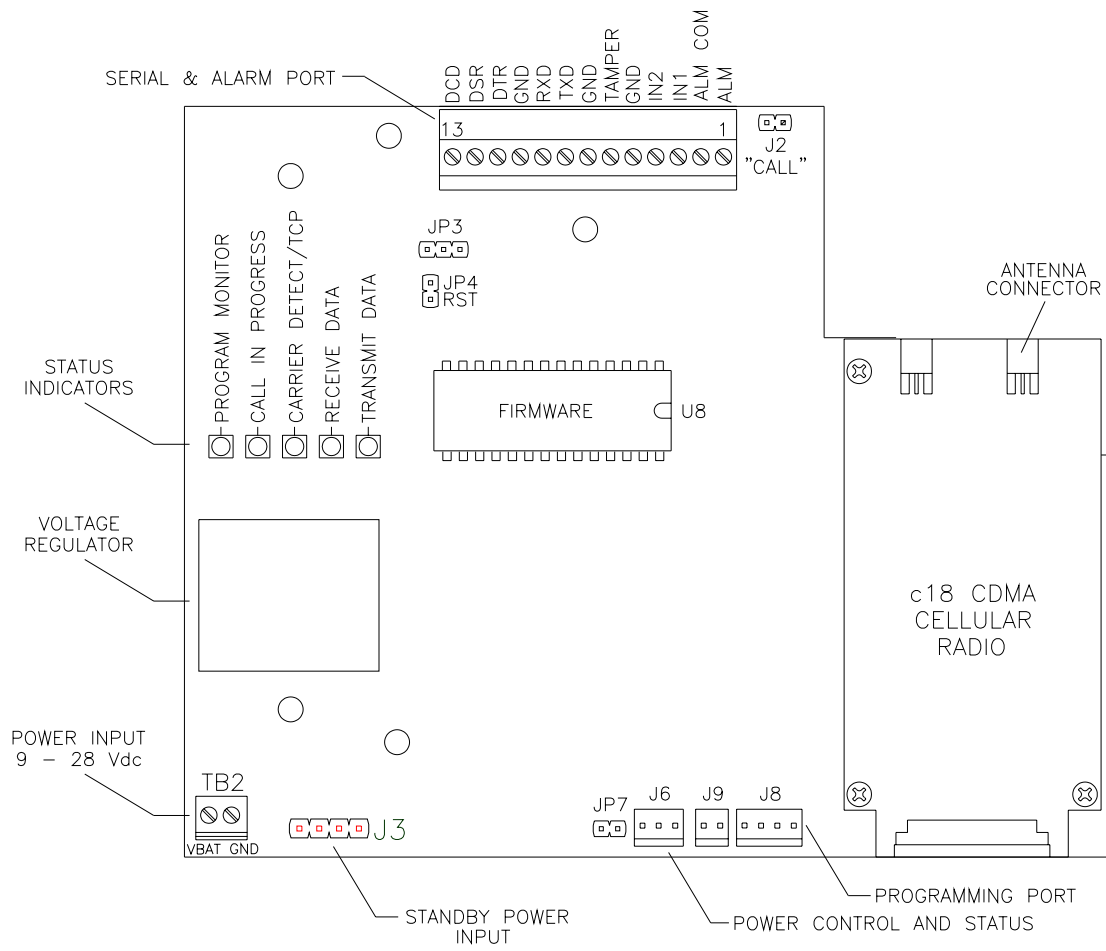 SERIAL & ALARM PORT
DCD
DSR
DTR
GND
RXD
TXD
GND
TAMPER
GND
IN2
IN1
ALM COM
ALM
13
1
J2
"CALL"
JP3
JP4
RST
ANTENNA
CONNECTOR
STATUS
INDICATORS
PROGRAM MONITOR
CALL IN PROGRESS
CARRIER DETECT/TCP
RECEIVE DATA
TRANSMIT DATA
FIRMWARE
U8
VOLTAGE
REGULATOR
c18 CDMA
CELLULAR
RADIO
POWER INPUT
9 - 28 Vdc
TB2
VBAT GND
J3
JP7
J6
J9
J8
PROGRAMMING PORT
POWER CONTROL AND STATUS
STANDBY POWER
INPUT